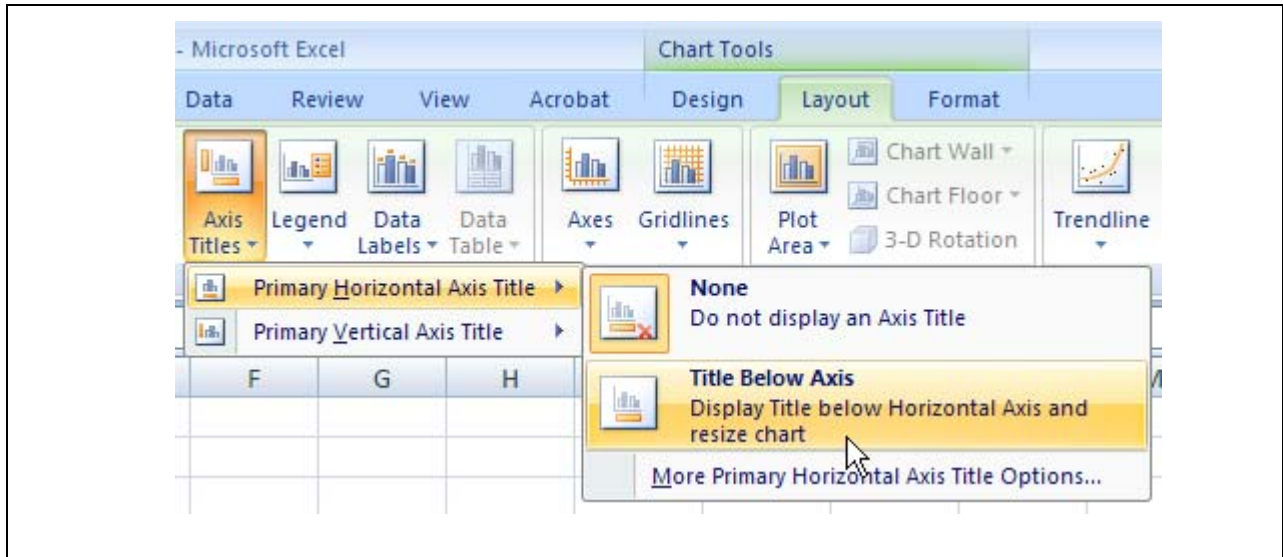 - Microsoft Excel Chart Tools
Data Review View Acrobat Design Layout Format
Axis Titles Legend Data Labels Data Table Axes Gridlines Plot Area Chart Wall Chart Floor 3-D Rotation Trendline
Primary Horizontal Axis Title
Primary Vertical Axis Title
None
Do not display an Axis Title
Title Below Axis
Display Title below Horizontal Axis and
resize chart
More Primary Horizontal Axis Title Options...
F G H